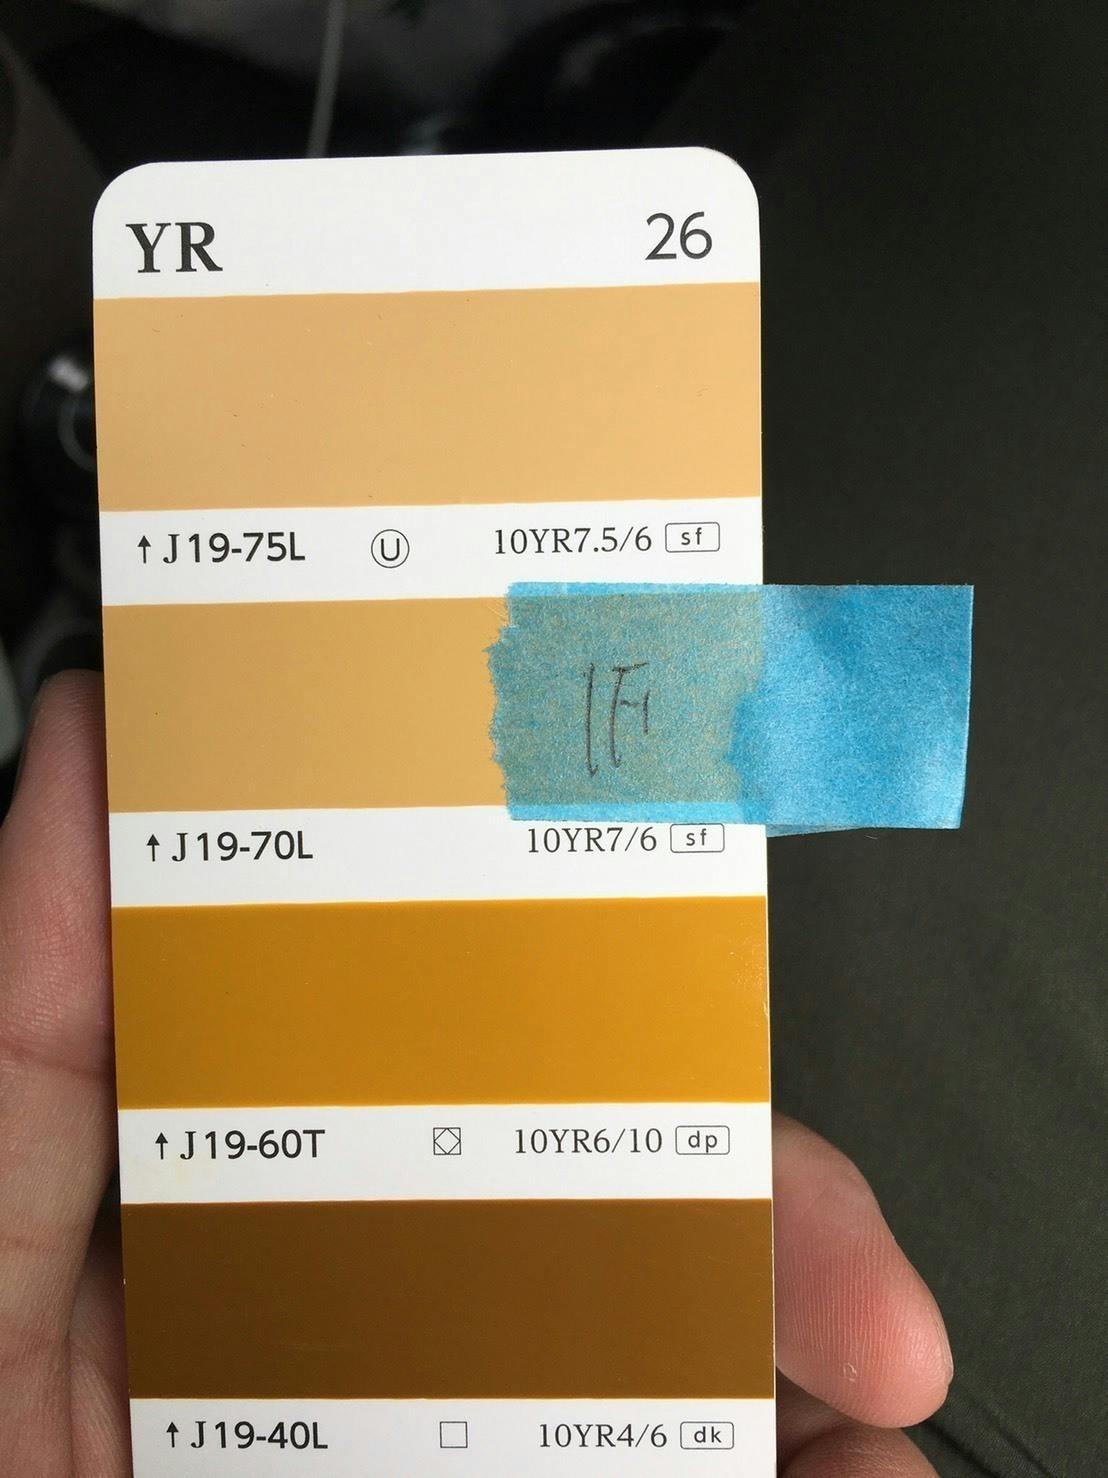 YR 26
↑J19-75L Ⓤ 10YR7.5/6 sf
1F
↑J19-70L 10YR7/6 sf
↑J19-60T 10YR6/10 dp
↑J19-40L 10YR4/6 dk